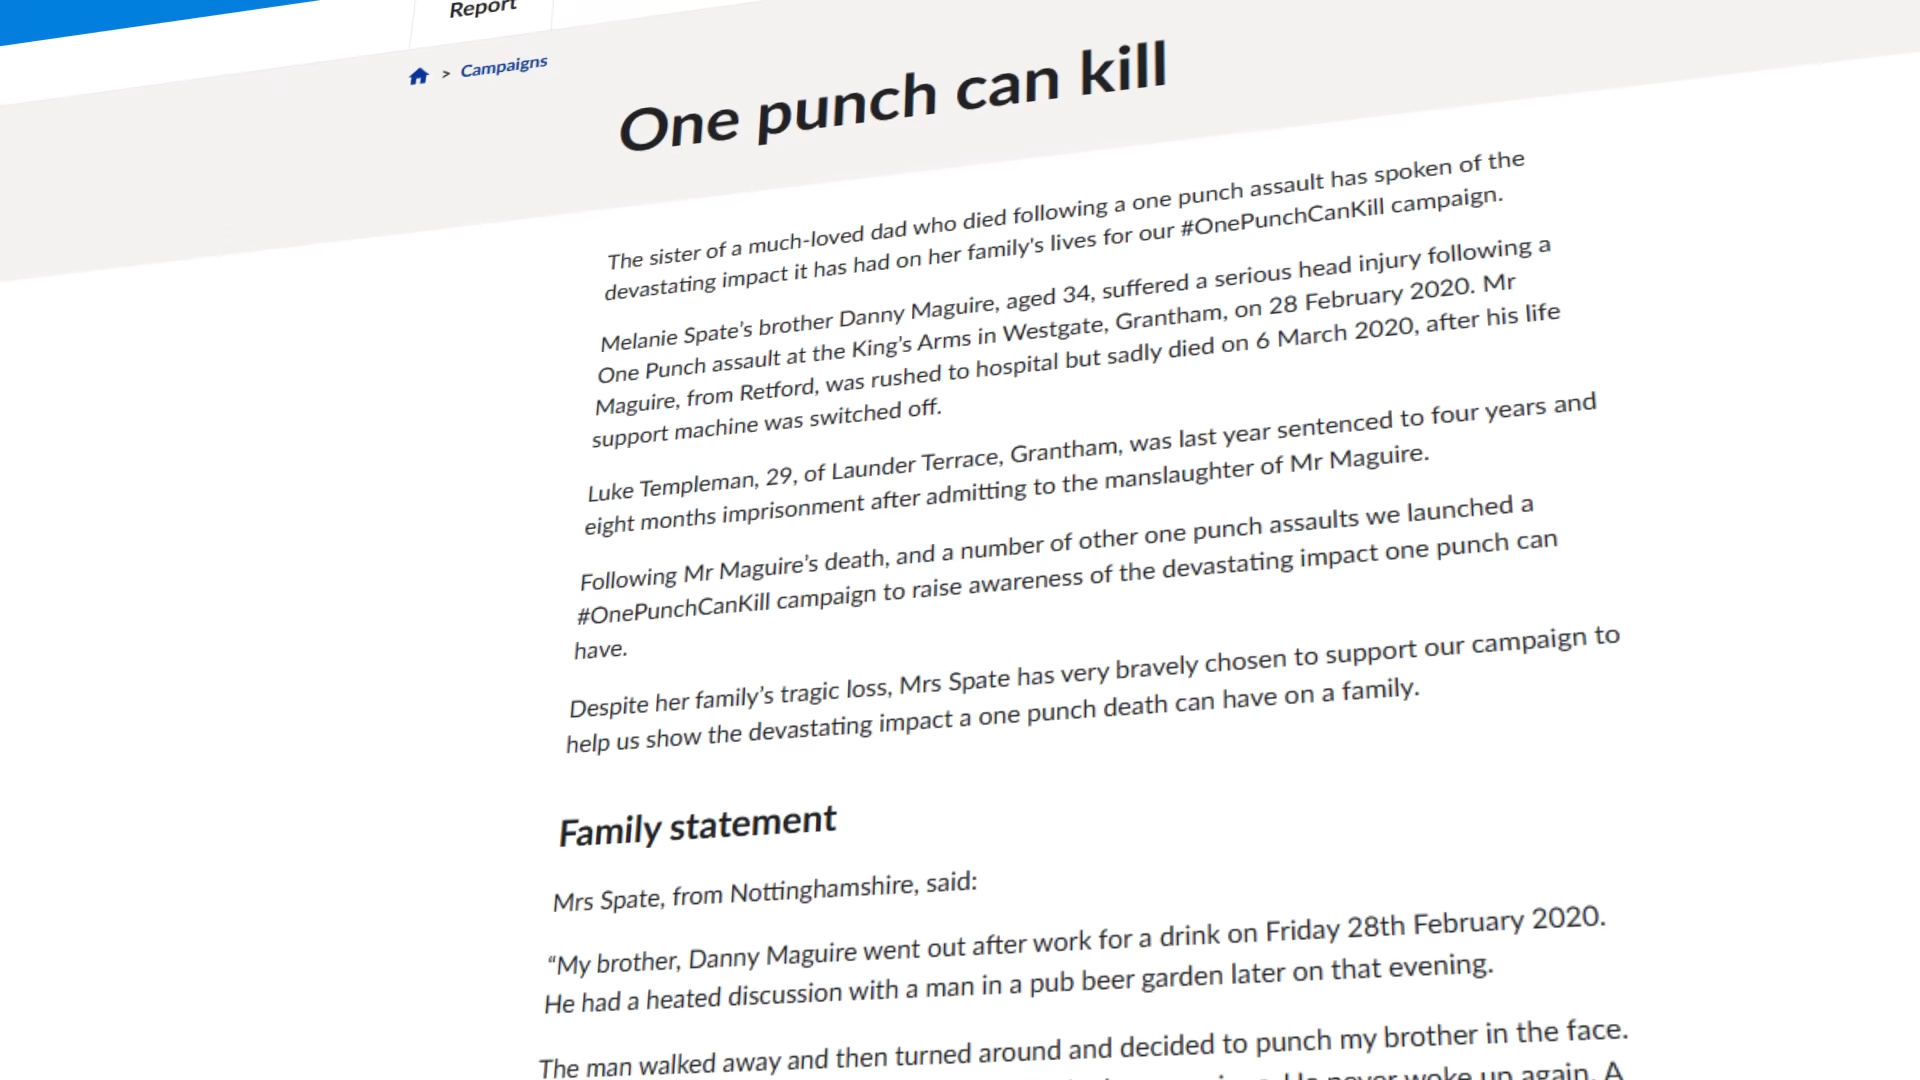 Report
> Campaigns
One punch can kill
The sister of a much-loved dad who died following a one punch assault has spoken of the
devastating impact it has had on her family's lives for our #OnePunchCanKill campaign.
Melanie Spate’s brother Danny Maguire, aged 34, suffered a serious head injury following a
One Punch assault at the King’s Arms in Westgate, Grantham, on 28 February 2020. Mr
Maguire, from Retford, was rushed to hospital but sadly died on 6 March 2020, after his life
support machine was switched off.
Luke Templeman, 29, of Launder Terrace, Grantham, was last year sentenced to four years and
eight months imprisonment after admitting to the manslaughter of Mr Maguire.
Following Mr Maguire’s death, and a number of other one punch assaults we launched a
#OnePunchCanKill campaign to raise awareness of the devastating impact one punch can
have.
Despite her family’s tragic loss, Mrs Spate has very bravely chosen to support our campaign to
help us show the devastating impact a one punch death can have on a family.
Family statement
Mrs Spate, from Nottinghamshire, said:
“My brother, Danny Maguire went out after work for a drink on Friday 28th February 2020.
He had a heated discussion with a man in a pub beer garden later on that evening.
The man walked away and then turned around and decided to punch my brother in the face.
He never woke up again. A